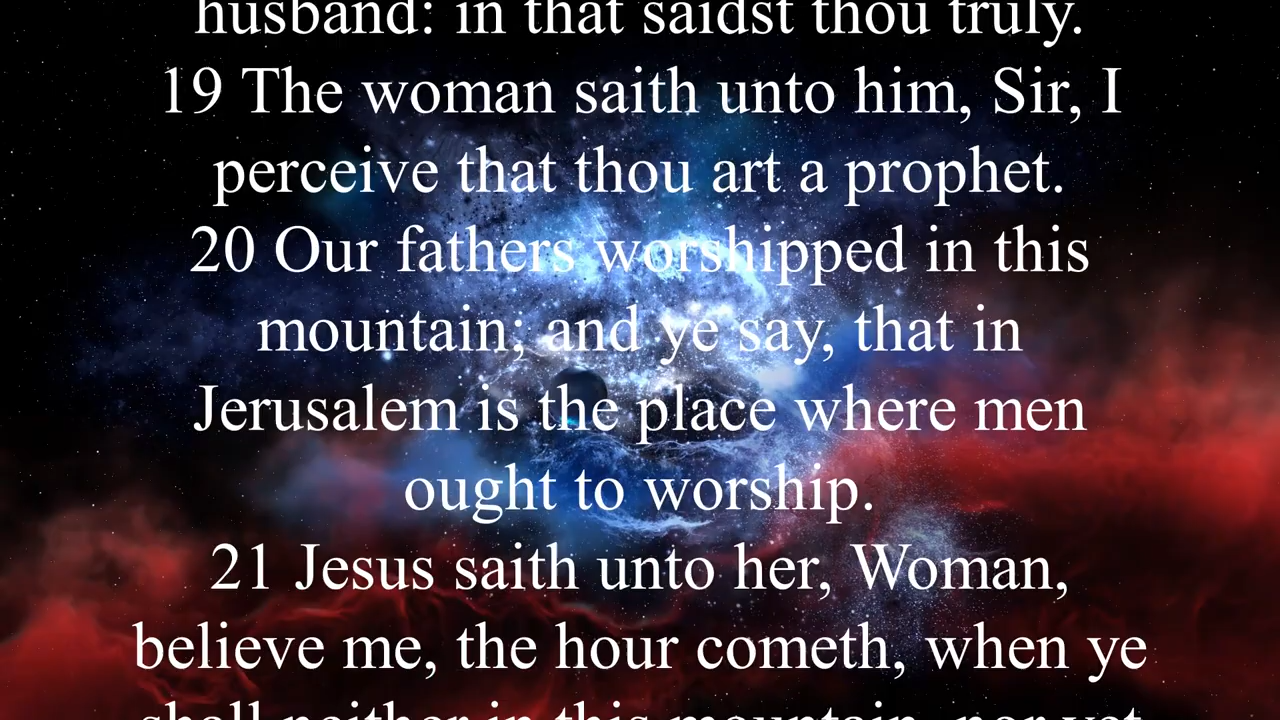 husband: in that saidst thou truly.
19 The woman saith unto him, Sir, I
perceive that thou art a prophet.
20 Our fathers worshipped in this
mountain; and ye say, that in
Jerusalem is the place where men
ought to worship.
21 Jesus saith unto her, Woman,
believe me, the hour cometh, when ye
shall neither in this mountain, nor yet